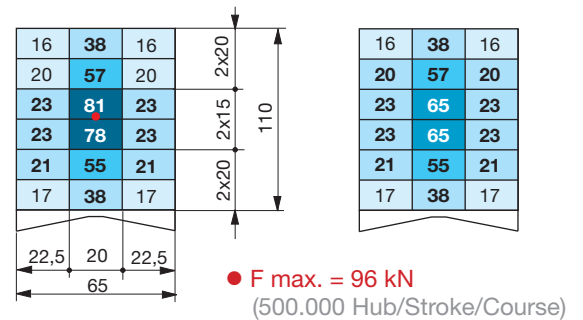 16 38 16
20 57 20
23 81 23
23 78 23
21 55 21
17 38 17
2x20
2x15
2x20
110
22,5 20 22,5
65
16 38 16
20 57 20
23 65 23
23 65 23
21 55 21
17 38 17
F max. = 96 kN
(500.000 Hub/Stroke/Course)